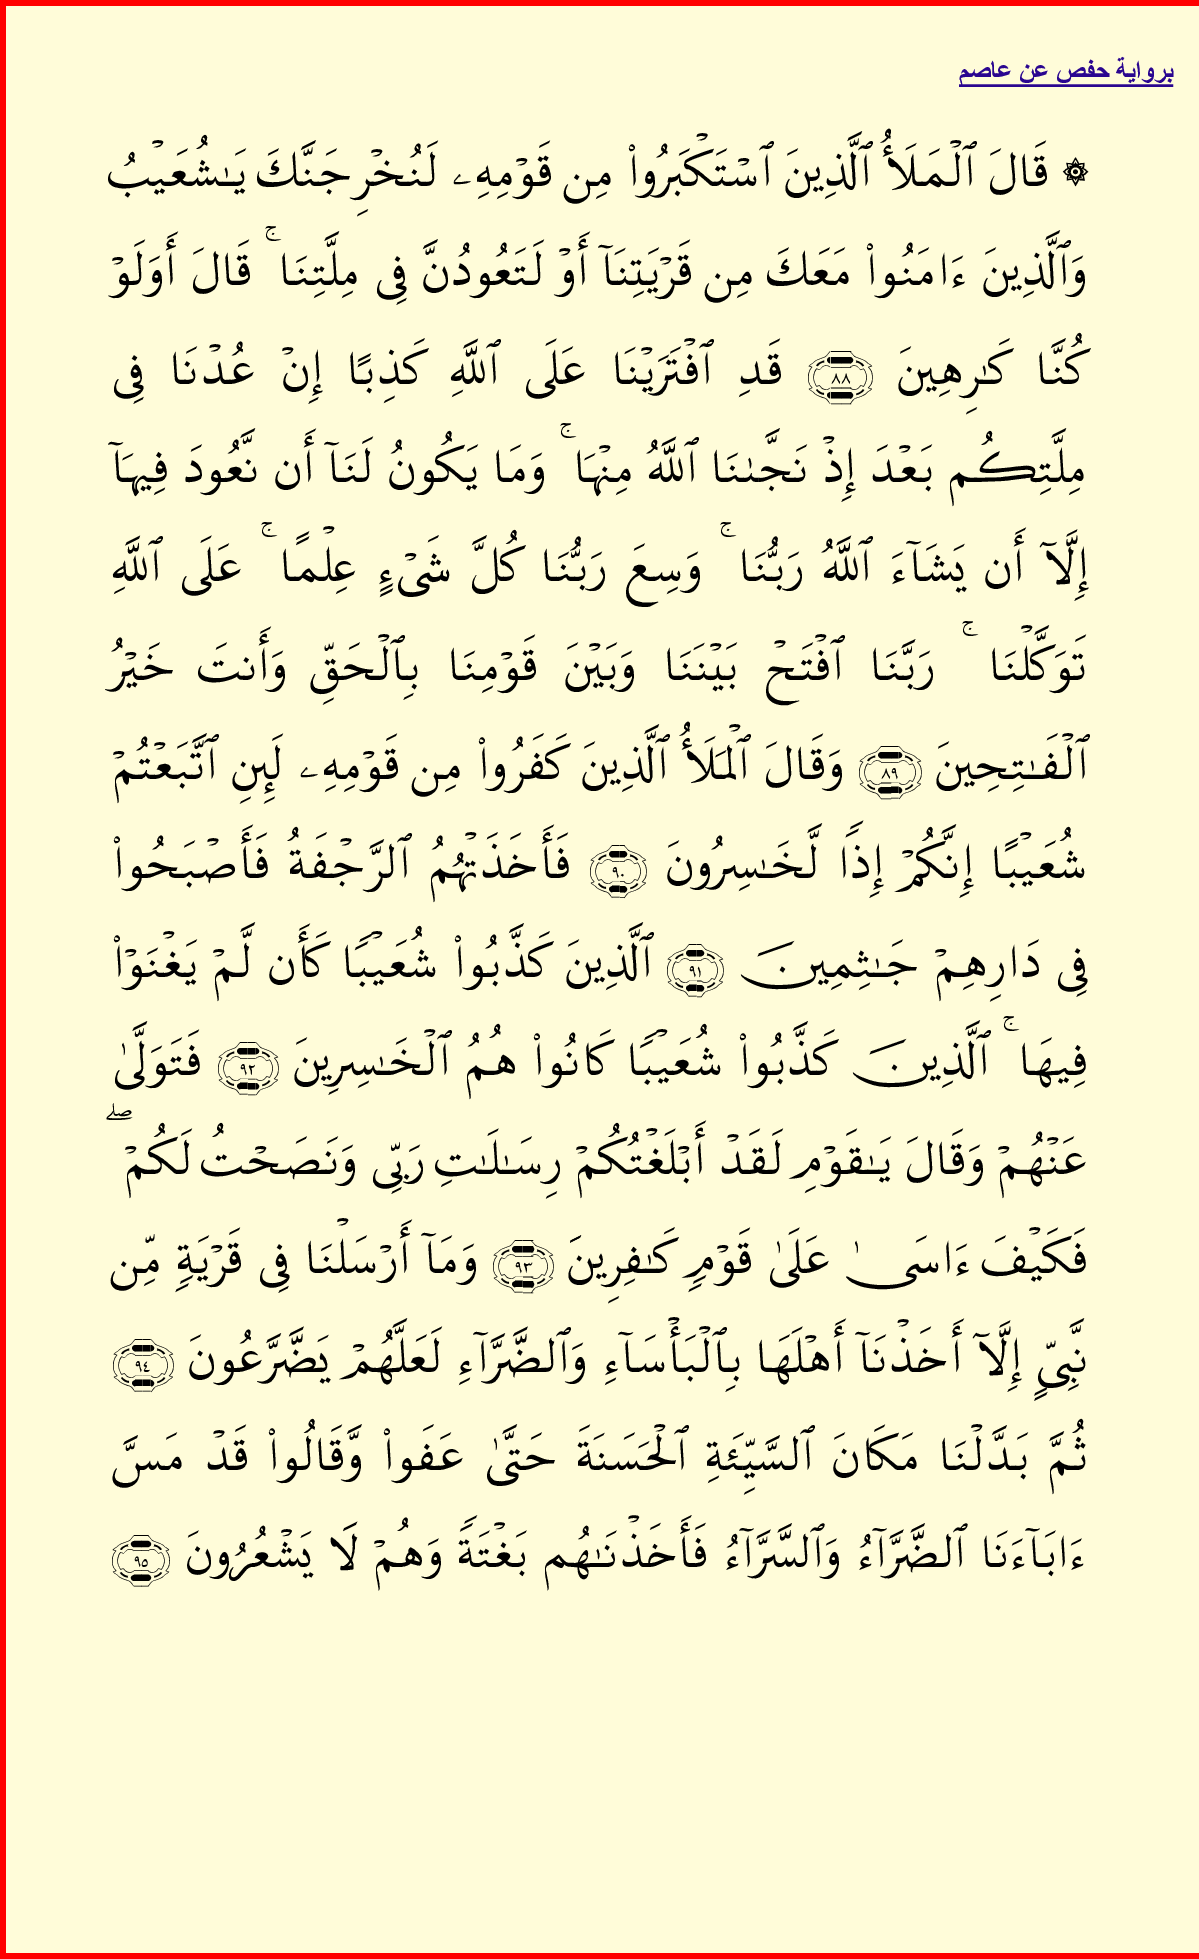 برواية حفص عن عاصم
۞ قَالَ ٱلۡمَلَأُ ٱلَّذِينَ ٱسۡتَكۡبَرُواْ مِن قَوۡمِهِۦ لَنُخۡرِجَنَّكَ يَٰشُعَيۡبُ
وَٱلَّذِينَ ءَامَنُواْ مَعَكَ مِن قَرۡيَتِنَآ أَوۡ لَتَعُودُنَّ فِي مِلَّتِنَاۚ قَالَ أَوَلَوۡ
كُنَّا كَٰرِهِينَ ٨٨ قَدِ ٱفۡتَرَيۡنَا عَلَى ٱللَّهِ كَذِبًا إِنۡ عُدۡنَا فِي
مِلَّتِكُم بَعۡدَ إِذۡ نَجَّىٰنَا ٱللَّهُ مِنۡهَاۚ وَمَا يَكُونُ لَنَآ أَن نَّعُودَ فِيهَآ
إِلَّآ أَن يَشَآءَ ٱللَّهُ رَبُّنَاۚ وَسِعَ رَبُّنَا كُلَّ شَيۡءٍ عِلۡمًاۚ عَلَى ٱللَّهِ
تَوَكَّلۡنَاۚ رَبَّنَا ٱفۡتَحۡ بَيۡنَنَا وَبَيۡنَ قَوۡمِنَا بِٱلۡحَقِّ وَأَنتَ خَيۡرُ
ٱلۡفَٰتِحِينَ ٨٩ وَقَالَ ٱلۡمَلَأُ ٱلَّذِينَ كَفَرُواْ مِن قَوۡمِهِۦ لَئِنِ ٱتَّبَعۡتُمۡ
شُعَيۡبًا إِنَّكُمۡ إِذًا لَّخَٰسِرُونَ ٩٠ فَأَخَذَتۡهُمُ ٱلرَّجۡفَةُ فَأَصۡبَحُواْ
فِي دَارِهِمۡ جَٰثِمِينَ ٩١ ٱلَّذِينَ كَذَّبُواْ شُعَيۡبًا كَأَن لَّمۡ يَغۡنَوۡاْ
فِيهَاۚ ٱلَّذِينَ كَذَّبُواْ شُعَيۡبًا كَانُواْ هُمُ ٱلۡخَٰسِرِينَ ٩٢ فَتَوَلَّىٰ
عَنۡهُمۡ وَقَالَ يَٰقَوۡمِ لَقَدۡ أَبۡلَغۡتُكُمۡ رِسَٰلَٰتِ رَبِّي وَنَصَحۡتُ لَكُمۡۖ
فَكَيۡفَ ءَاسَىٰ عَلَىٰ قَوۡمٍ كَٰفِرِينَ ٩٣ وَمَآ أَرۡسَلۡنَا فِي قَرۡيَةٍ مِّن
نَّبِيٍّ إِلَّآ أَخَذۡنَآ أَهۡلَهَا بِٱلۡبَأۡسَآءِ وَٱلضَّرَّآءِ لَعَلَّهُمۡ يَضَّرَّعُونَ ٩٤
ثُمَّ بَدَّلۡنَا مَكَانَ ٱلسَّيِّئَةِ ٱلۡحَسَنَةَ حَتَّىٰ عَفَواْ وَّقَالُواْ قَدۡ مَسَّ
ءَابَآءَنَا ٱلضَّرَّآءُ وَٱلسَّرَّآءُ فَأَخَذۡنَٰهُم بَغۡتَةً وَهُمۡ لَا يَشۡعُرُونَ ٩٥